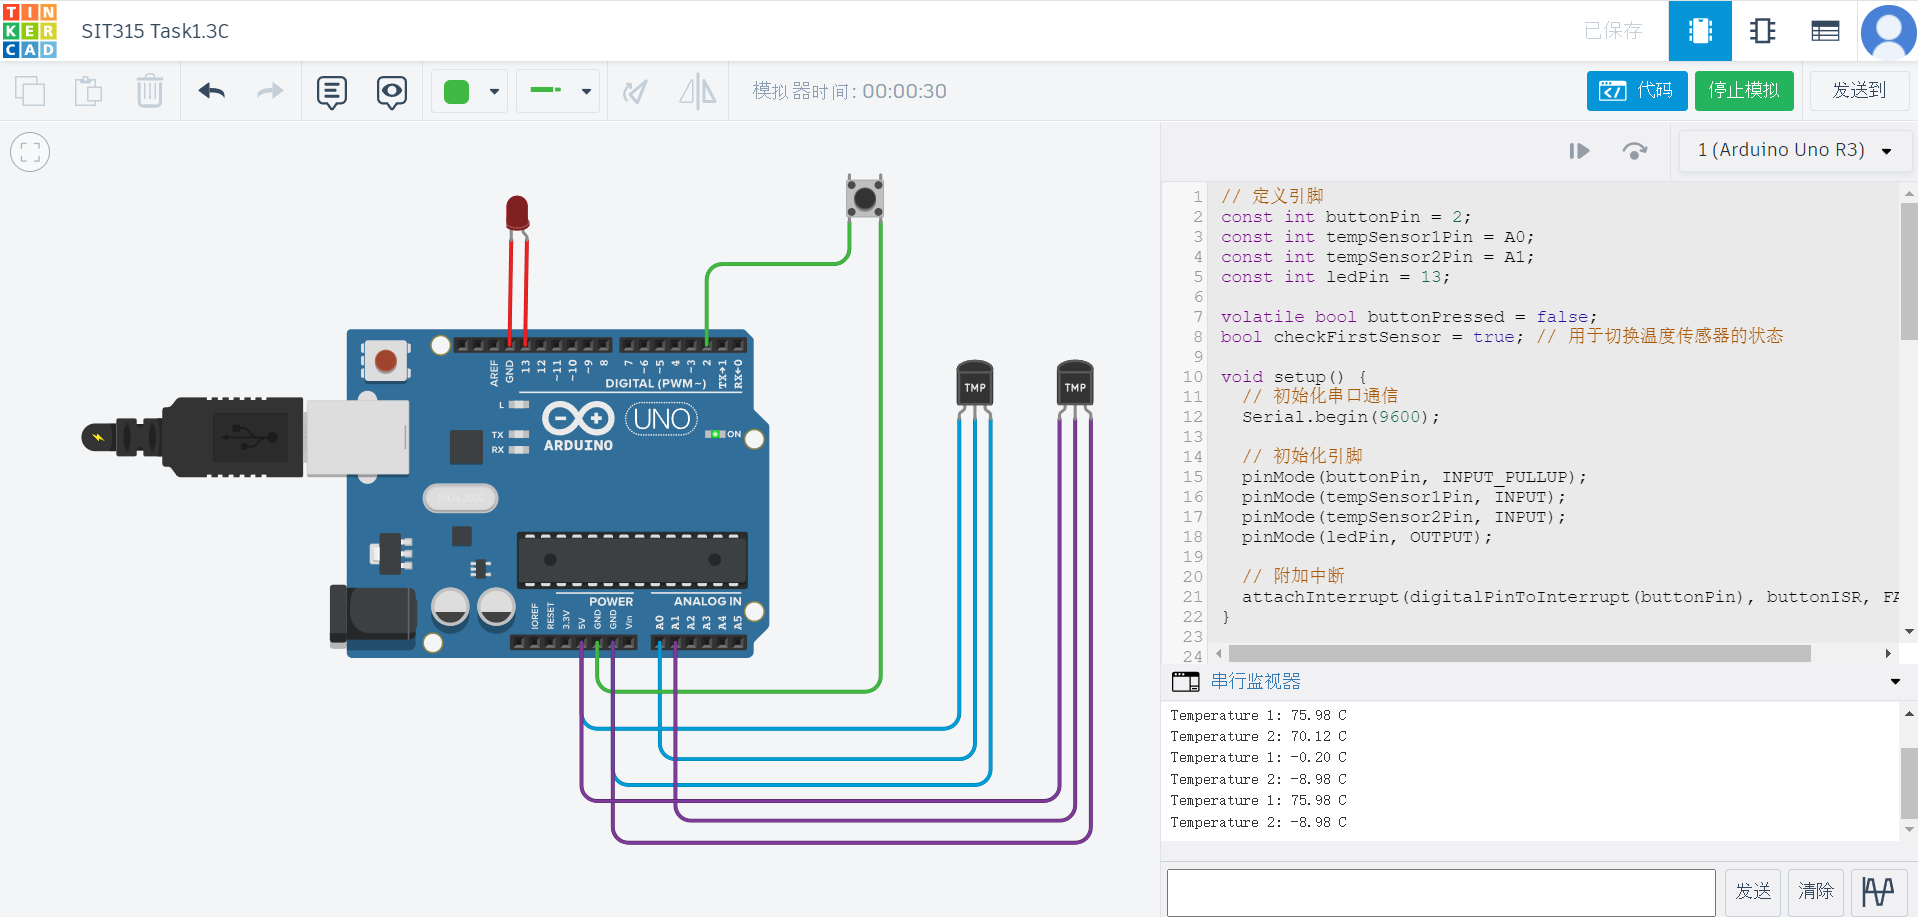 TIN
KER
CAD
SIT315 Task1.3C
已保存
模拟器时间: 00:00:30
代码
停止模拟
发送到
1 (Arduino Uno R3)
AREF
GND
13
12
~11
~10
~9
8
7
~6
~5
4
~3
2
TX→1
RX←0
DIGITAL (PWM~)
L
TX
RX
ARDUINO
UNO
ON
TMP
TMP
POWER
ANALOG IN
IOREF
RESET
3.3V
5V
GND
GND
Vin
A0
A1
A2
A3
A4
A5
1 // 定义引脚
2 const int buttonPin = 2;
3 const int tempSensor1Pin = A0;
4 const int tempSensor2Pin = A1;
5 const int ledPin = 13;
6
7 volatile bool buttonPressed = false;
8 bool checkFirstSensor = true; // 用于切换温度传感器的状态
9
10 void setup() {
11 // 初始化串口通信
12 Serial.begin(9600);
13
14 // 初始化引脚
15 pinMode(buttonPin, INPUT_PULLUP);
16 pinMode(tempSensor1Pin, INPUT);
17 pinMode(tempSensor2Pin, INPUT);
18 pinMode(ledPin, OUTPUT);
19
20 // 附加中断
21 attachInterrupt(digitalPinToInterrupt(buttonPin), buttonISR, FA
22 }
23
24
串行监视器
Temperature 1: 75.98 C
Temperature 2: 70.12 C
Temperature 1: -0.20 C
Temperature 2: -8.98 C
Temperature 1: 75.98 C
Temperature 2: -8.98 C
发送
清除